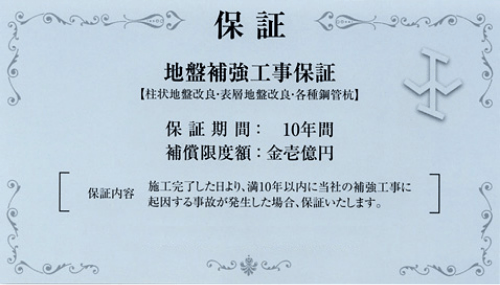 保証
地盤補強工事保証
【柱状地盤改良・表層地盤改良・各種鋼管杭】
保証期間： 10年間
補償限度額：金壱億円
保証内容 施工完了した日より、満10年以内に当社の補強工事に
起因する事故が発生した場合、保証いたします。